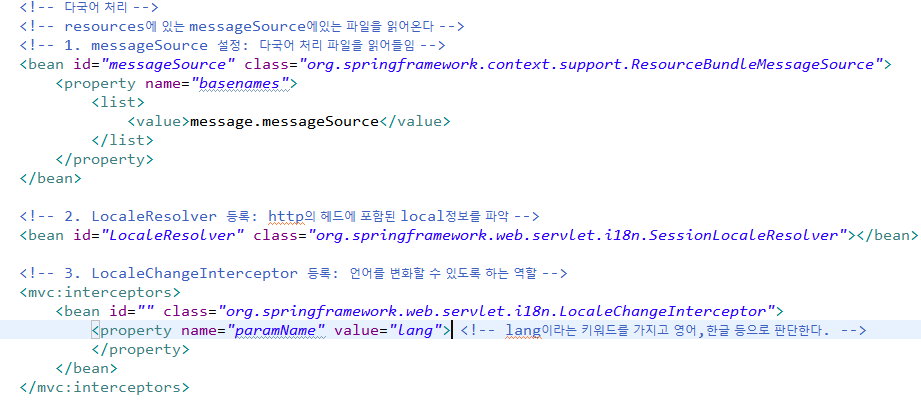 <!-- 다국어 처리 -->
<!-- resources에 있는 messageSource에있는 파일을 읽어온다 -->
<!-- 1. messageSource 설정: 다국어 처리 파일을 읽어들임 -->
<bean id="messageSource" class="org.springframework.context.support.ResourceBundleMessageSource">
<property name="basenames">
<list>
<value>message.messageSource</value>
</list>
</property>
</bean>
<!-- 2. LocaleResolver 등록: http의 헤드에 포함된 local정보를 파악 -->
<bean id="LocaleResolver" class="org.springframework.web.servlet.i18n.SessionLocaleResolver"></bean>
<!-- 3. LocaleChangeInterceptor 등록: 언어를 변화할 수 있도록 하는 역할 -->
<mvc:interceptors>
<bean id="" class="org.springframework.web.servlet.i18n.LocaleChangeInterceptor">
<property name="paramName" value="lang"> <!-- lang이라는 키워드를 가지고 영어,한글 등으로 판단한다. -->
</property>
</bean>
</mvc:interceptors>